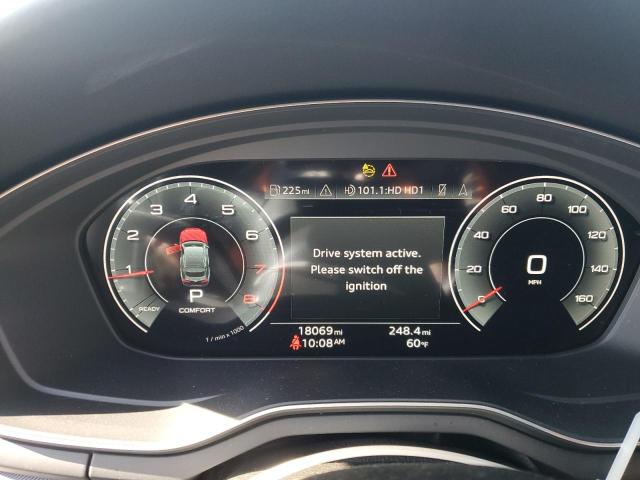 225mi
101.1:HD HD1
1
2
3
4
5
6
7
8
READY
P
COMFORT
1 / min x 1000
Drive system active.
Please switch off the
ignition
0
20
40
60
80
100
120
140
160
0
MPH
18069mi
248.4mi
10:08AM
60°F